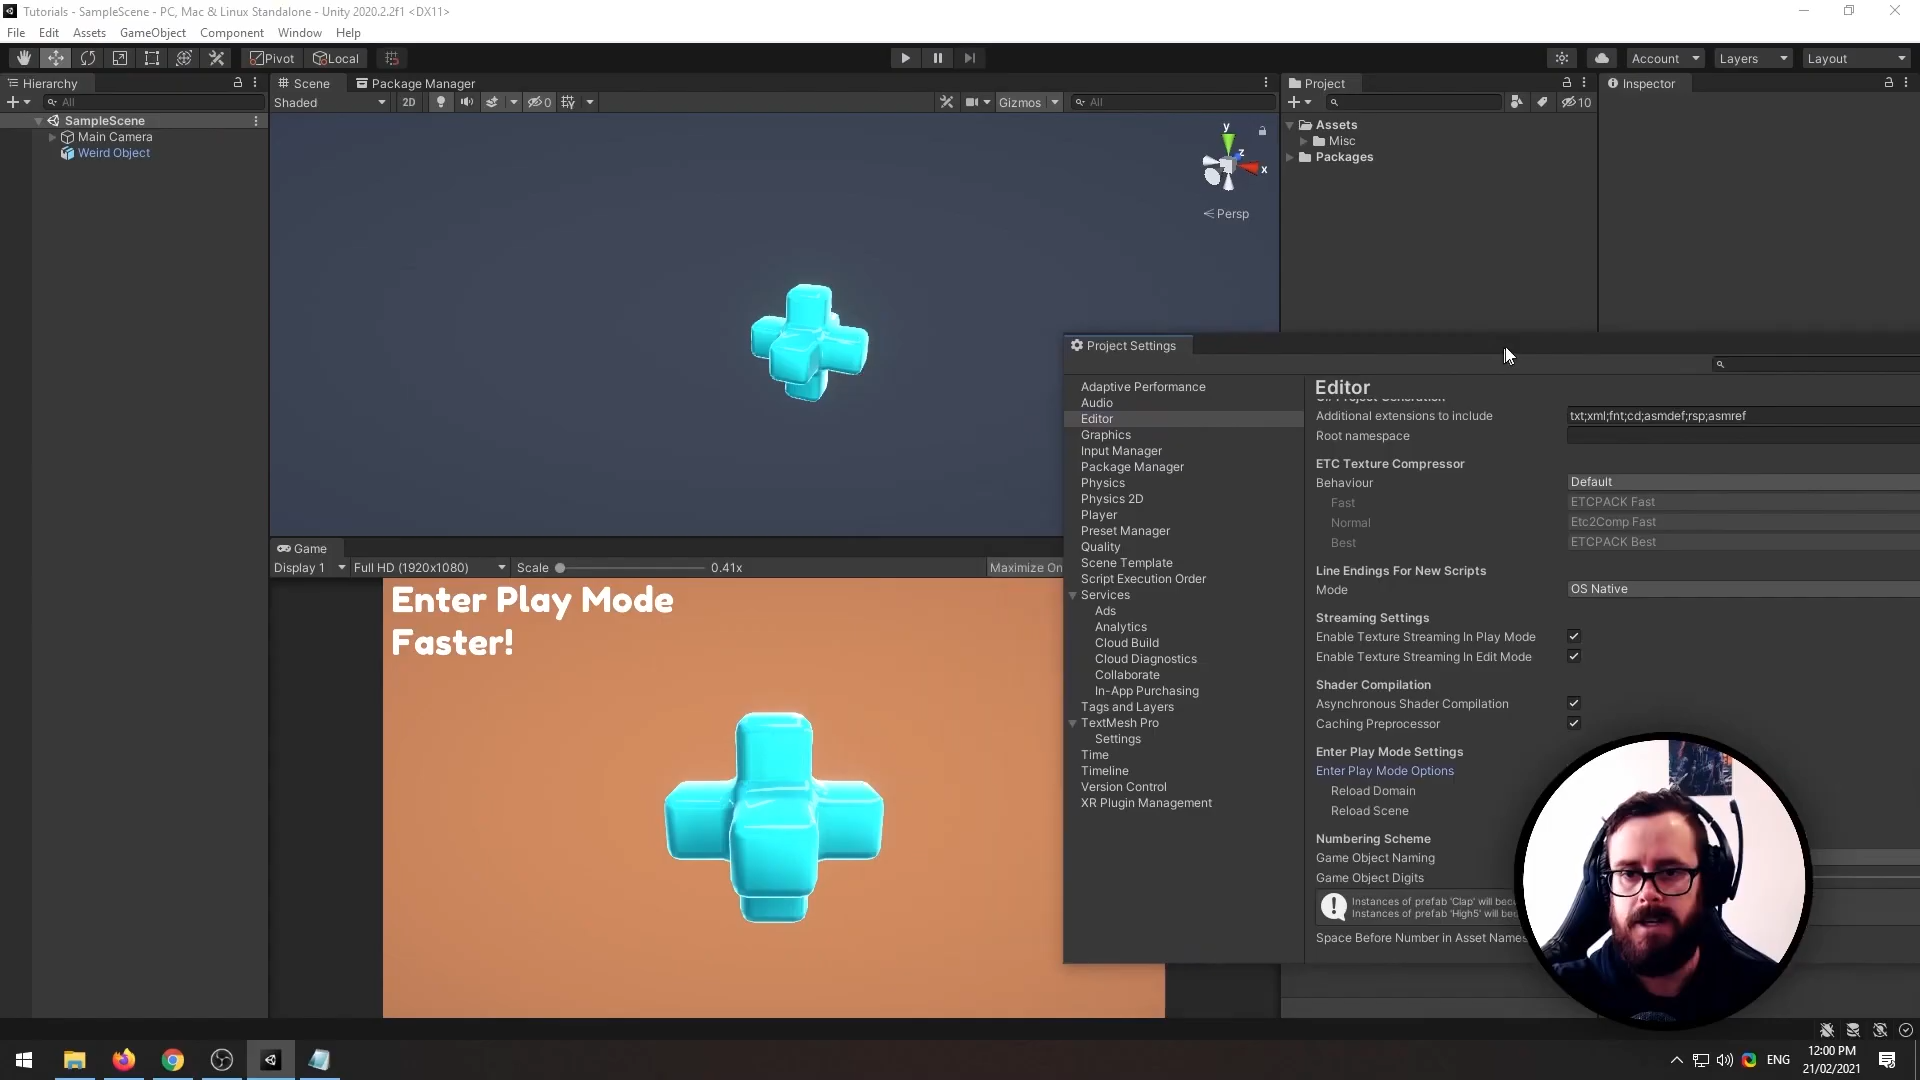 Tutorials - SampleScene - PC, Mac & Linux Standalone - Unity 2020.2.2f1 <DX11>
File Edit Assets GameObject Component Window Help
Pivot Local Account Layers Layout
Hierarchy
All
SampleScene
Main Camera
Weird Object
Scene Package Manager
Shaded 2D 0 Gizmos All
y
z
x
Persp
Project
10
Assets
Misc
Packages
Inspector
Game
Display 1 Full HD (1920x1080) Scale 0.41x Maximize On
Enter Play Mode
Faster!
Project Settings
Adaptive Performance
Audio
Editor
Graphics
Input Manager
Package Manager
Physics
Physics 2D
Player
Preset Manager
Quality
Scene Template
Script Execution Order
Services
Ads
Analytics
Cloud Build
Cloud Diagnostics
Collaborate
In-App Purchasing
Tags and Layers
TextMesh Pro
Settings
Time
Timeline
Version Control
XR Plugin Management
Editor
Additional extensions to include txt;xml;fnt;cd;asmdef;rsp;asmref
Root namespace
ETC Texture Compressor
Behaviour Default
Fast ETCPACK Fast
Normal Etc2Comp Fast
Best ETCPACK Best
Line Endings For New Scripts
Mode OS Native
Streaming Settings
Enable Texture Streaming In Play Mode
Enable Texture Streaming In Edit Mode
Shader Compilation
Asynchronous Shader Compilation
Caching Preprocessor
Enter Play Mode Settings
Enter Play Mode Options
Reload Domain
Reload Scene
Numbering Scheme
Game Object Naming
Game Object Digits
Instances of prefab 'Clap' will bec
Instances of prefab 'High5' will be
Space Before Number in Asset Names
ENG
12:00 PM
21/02/2021